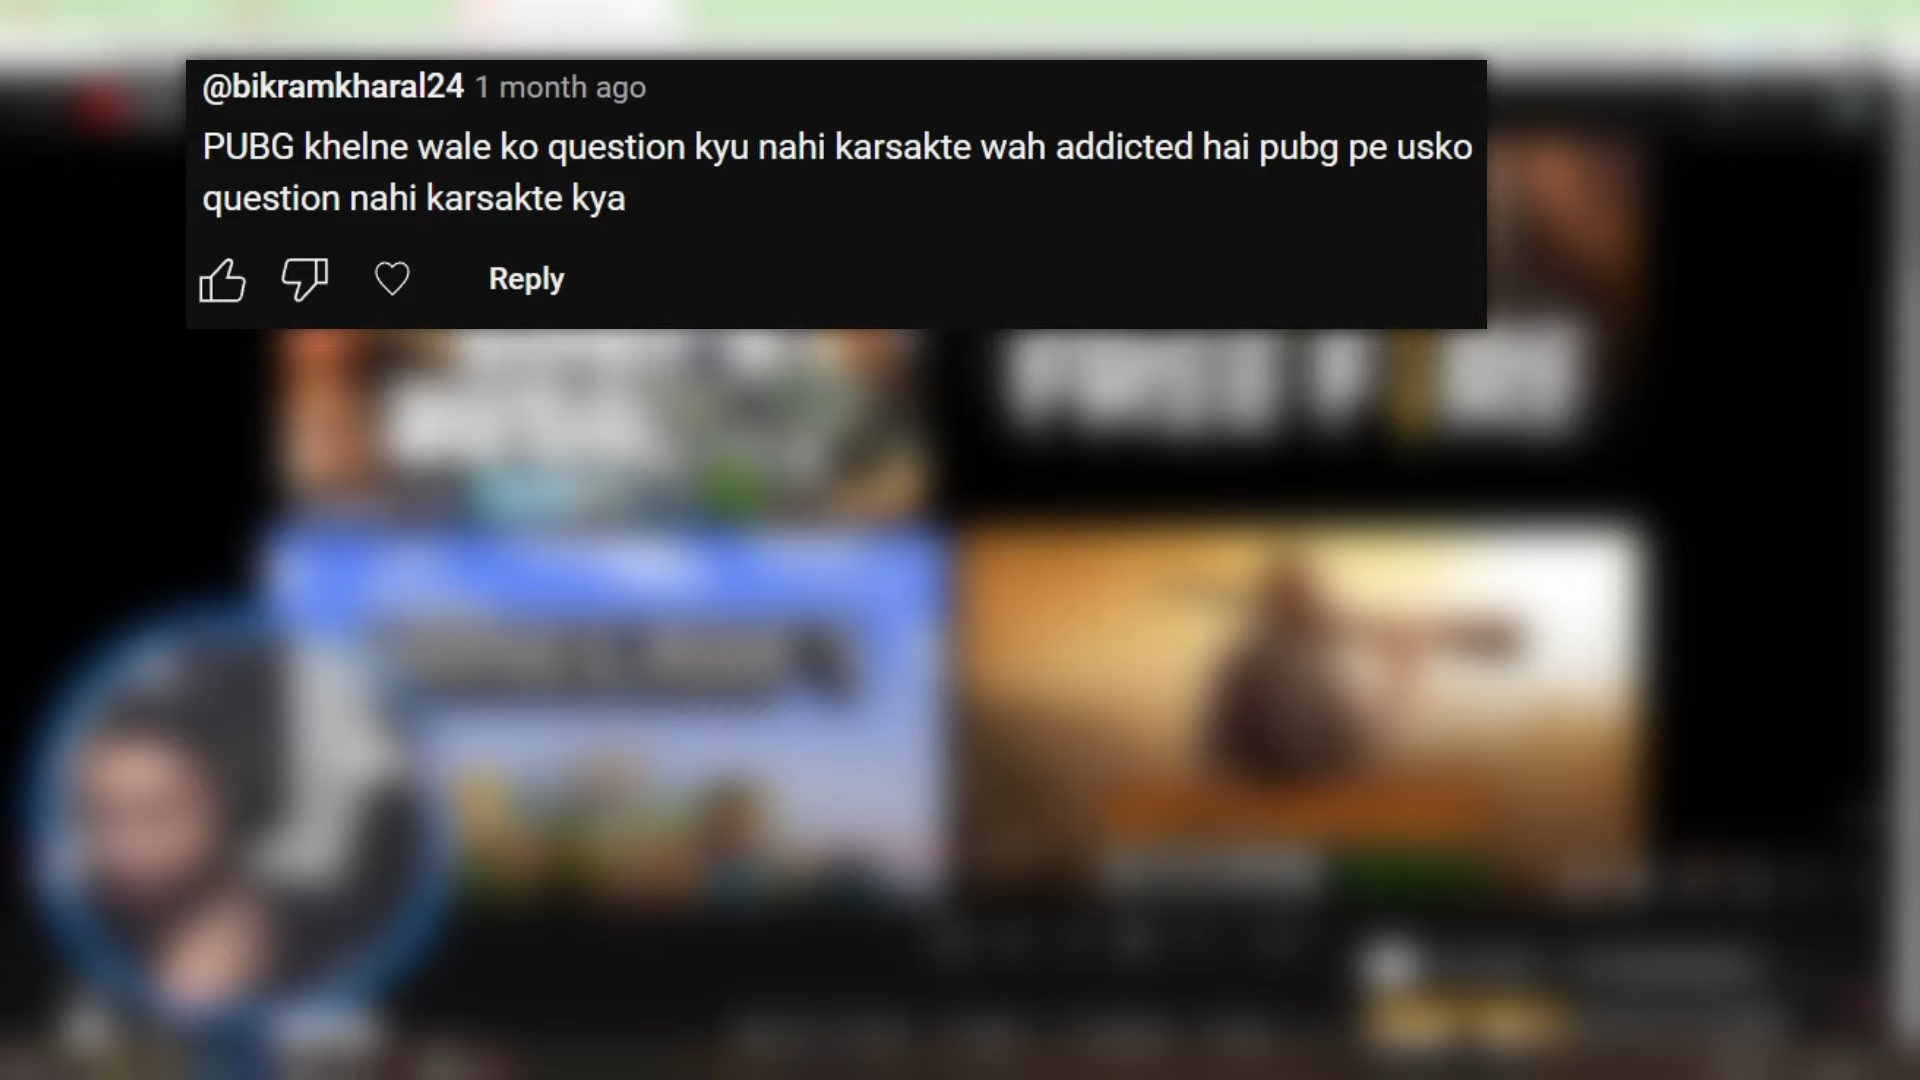 @bikramkharal24 1 month ago
PUBG khelne wale ko question kyu nahi karsakte wah addicted hai pubg pe usko
question nahi karsakte kya
Reply